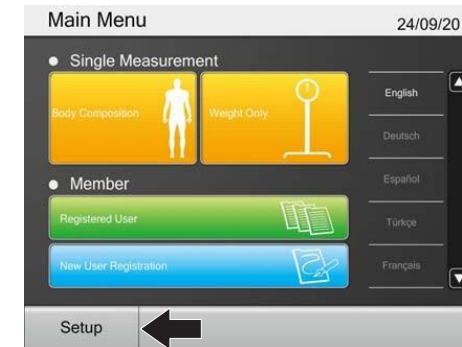 Main Menu
24/09/20
Single Measurement
Body Composition
Weight Only
Member
Registered User
New User Registration
English
Deutsch
Español
Türkçe
Français
Setup